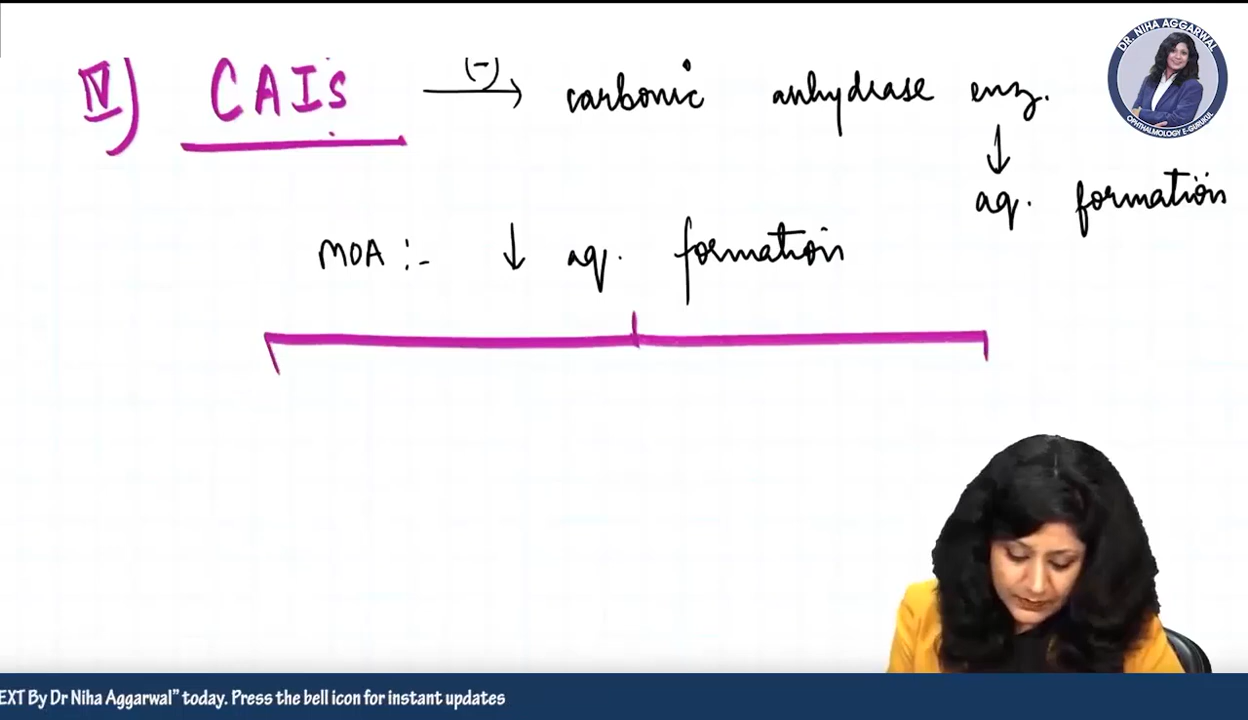 DR. NIHA AGGARWAL
OPHTHALMOLOGY E-GURUKUL
IV) CAIs (-) carbonic anhydrase enz.
aq. formation
MOA :- ↓ aq. formation
EXT By Dr Niha Aggarwal” today. Press the bell icon for instant updates